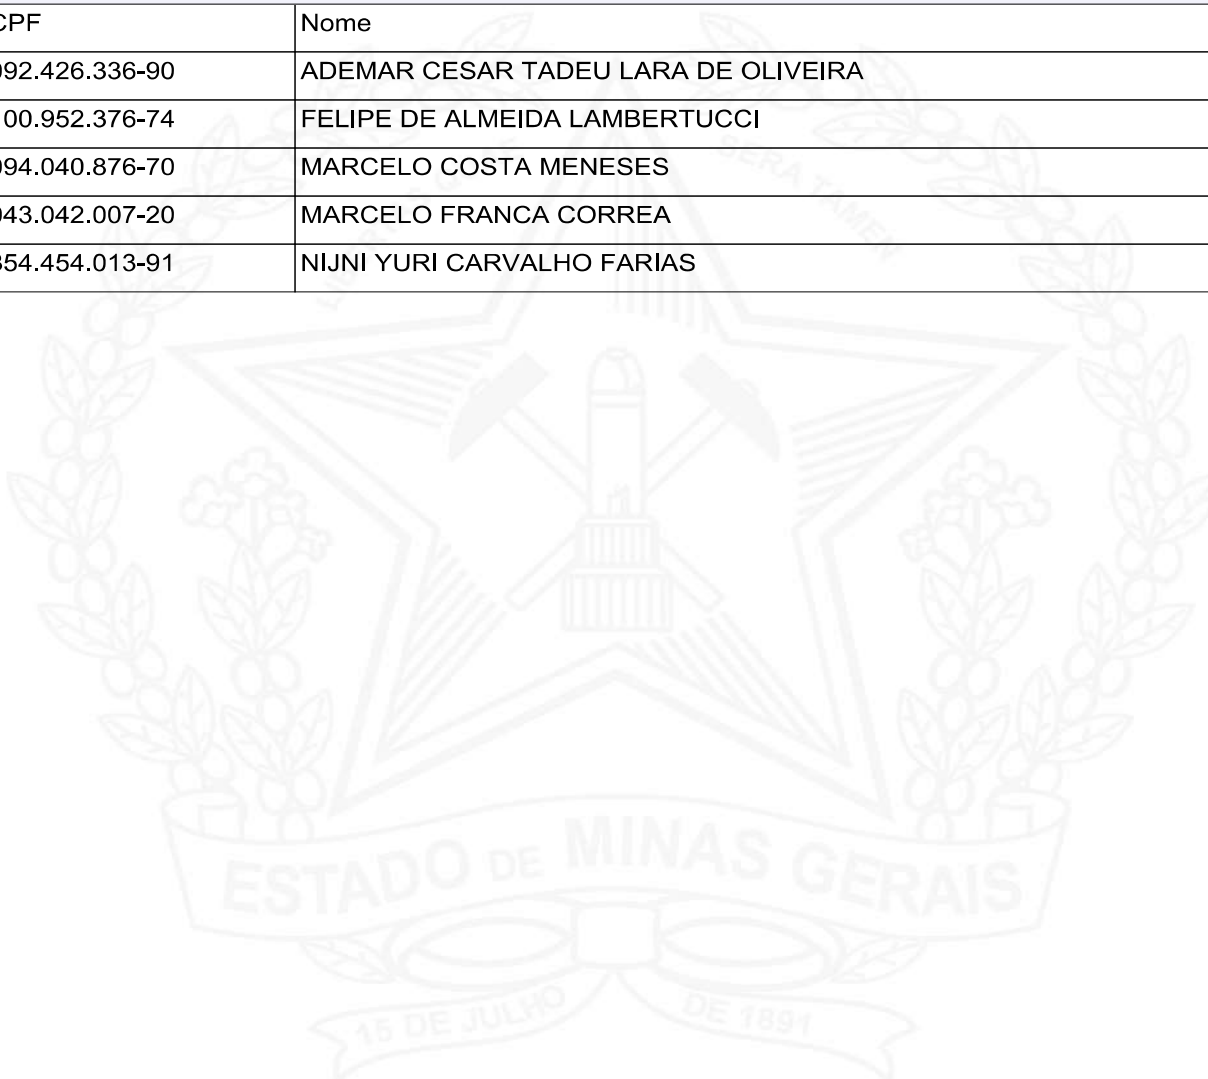 CPF Nome
092.426.336-90 ADEMAR CESAR TADEU LARA DE OLIVEIRA
100.952.376-74 FELIPE DE ALMEIDA LAMBERTUCCI
094.040.876-70 MARCELO COSTA MENESES
043.042.007-20 MARCELO FRANCA CORREA
854.454.013-91 NIJNI YURI CARVALHO FARIAS
SERA TAMEN
ESTADO DE MINAS GERAIS
15 DE JULHO DE 1891